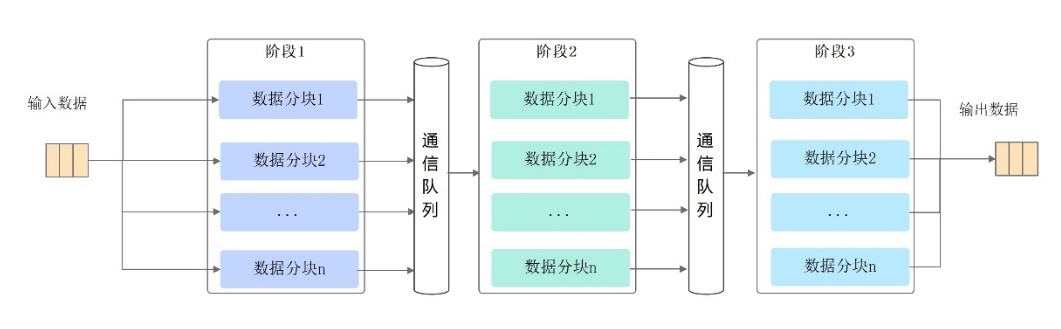 输入数据
阶段1
数据分块1
数据分块2
...
数据分块n
通信队列
阶段2
数据分块1
数据分块2
...
数据分块n
通信队列
阶段3
数据分块1
数据分块2
...
数据分块n
输出数据